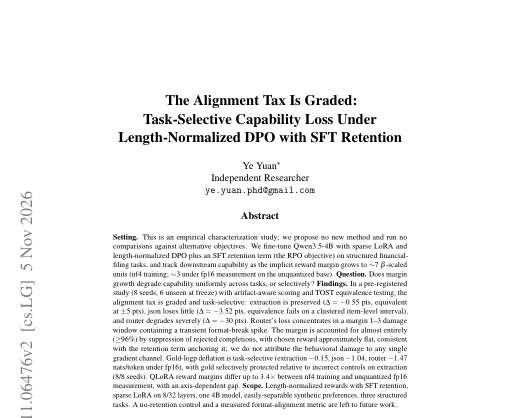 The Alignment Tax Is Graded:
Task-Selective Capability Loss Under
Length-Normalized DPO with SFT Retention
Ye Yuan*
Independent Researcher
ye.yuan.phd@gmail.com
Abstract
Setting. This is an empirical characterization study; we propose no new method and run no
comparisons against alternative objectives. We fine-tune Qwen3.5-4B with sparse LoRA and
length-normalized DPO plus an SFT retention term (the RPO objective) on structured financial-
filing tasks, and track downstream capability as the implicit reward margin grows to ~7 β-scaled
units (nf4 training; ~3 under fp16 measurement on the unquantized base). Question. Does margin
growth degrade capability uniformly across tasks, or selectively? Findings. In a pre-registered
study (8 seeds, 6 unseen at freeze) with artifact-aware scoring and TOST equivalence testing, the
alignment tax is graded and task-selective: extraction is preserved (Δ = −0.55 pts, equivalent
at ±5 pts), json loses little (Δ = −3.52 pts, equivalence fails on a clustered item-level interval),
and router degrades severely (Δ ≈ −30 pts). Router's loss concentrates in a margin 1–3 damage
window containing a transient format-break spike. The margin is accounted for almost entirely
(≥96%) by suppression of rejected completions, with chosen reward approximately flat, consistent
with the retention term anchoring it; we do not attribute the behavioral damage to any single
gradient channel. Gold-logp deflation is task-selective (extraction −0.15, json −1.04, router −1.47
nats/token under fp16), with gold selectively protected relative to incorrect controls on extraction
(8/8 seeds). QLoRA reward margins differ up to 3.4× between nf4 training and unquantized fp16
measurement, with an axis-dependent gap. Scope. Length-normalized rewards with SFT retention,
sparse LoRA on 8/32 layers, one 4B model, easily-separable synthetic preferences, three structured
tasks. A no-retention control and a measured format-alignment metric are left to future work.
11.06476v2 [cs.LG] 5 Nov 2026